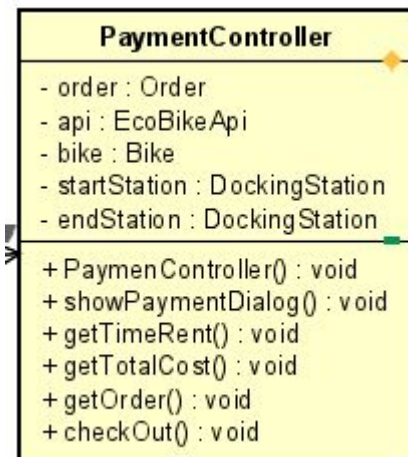 PaymentController
- order : Order
- api : EcoBikeApi
- bike : Bike
- startStation : DockingStation
- endStation : DockingStation
+ PaymenController() : void
+ showPaymentDialog() : void
+ getTimeRent() : void
+ getTotalCost() : void
+ getOrder() : void
+ checkOut() : void